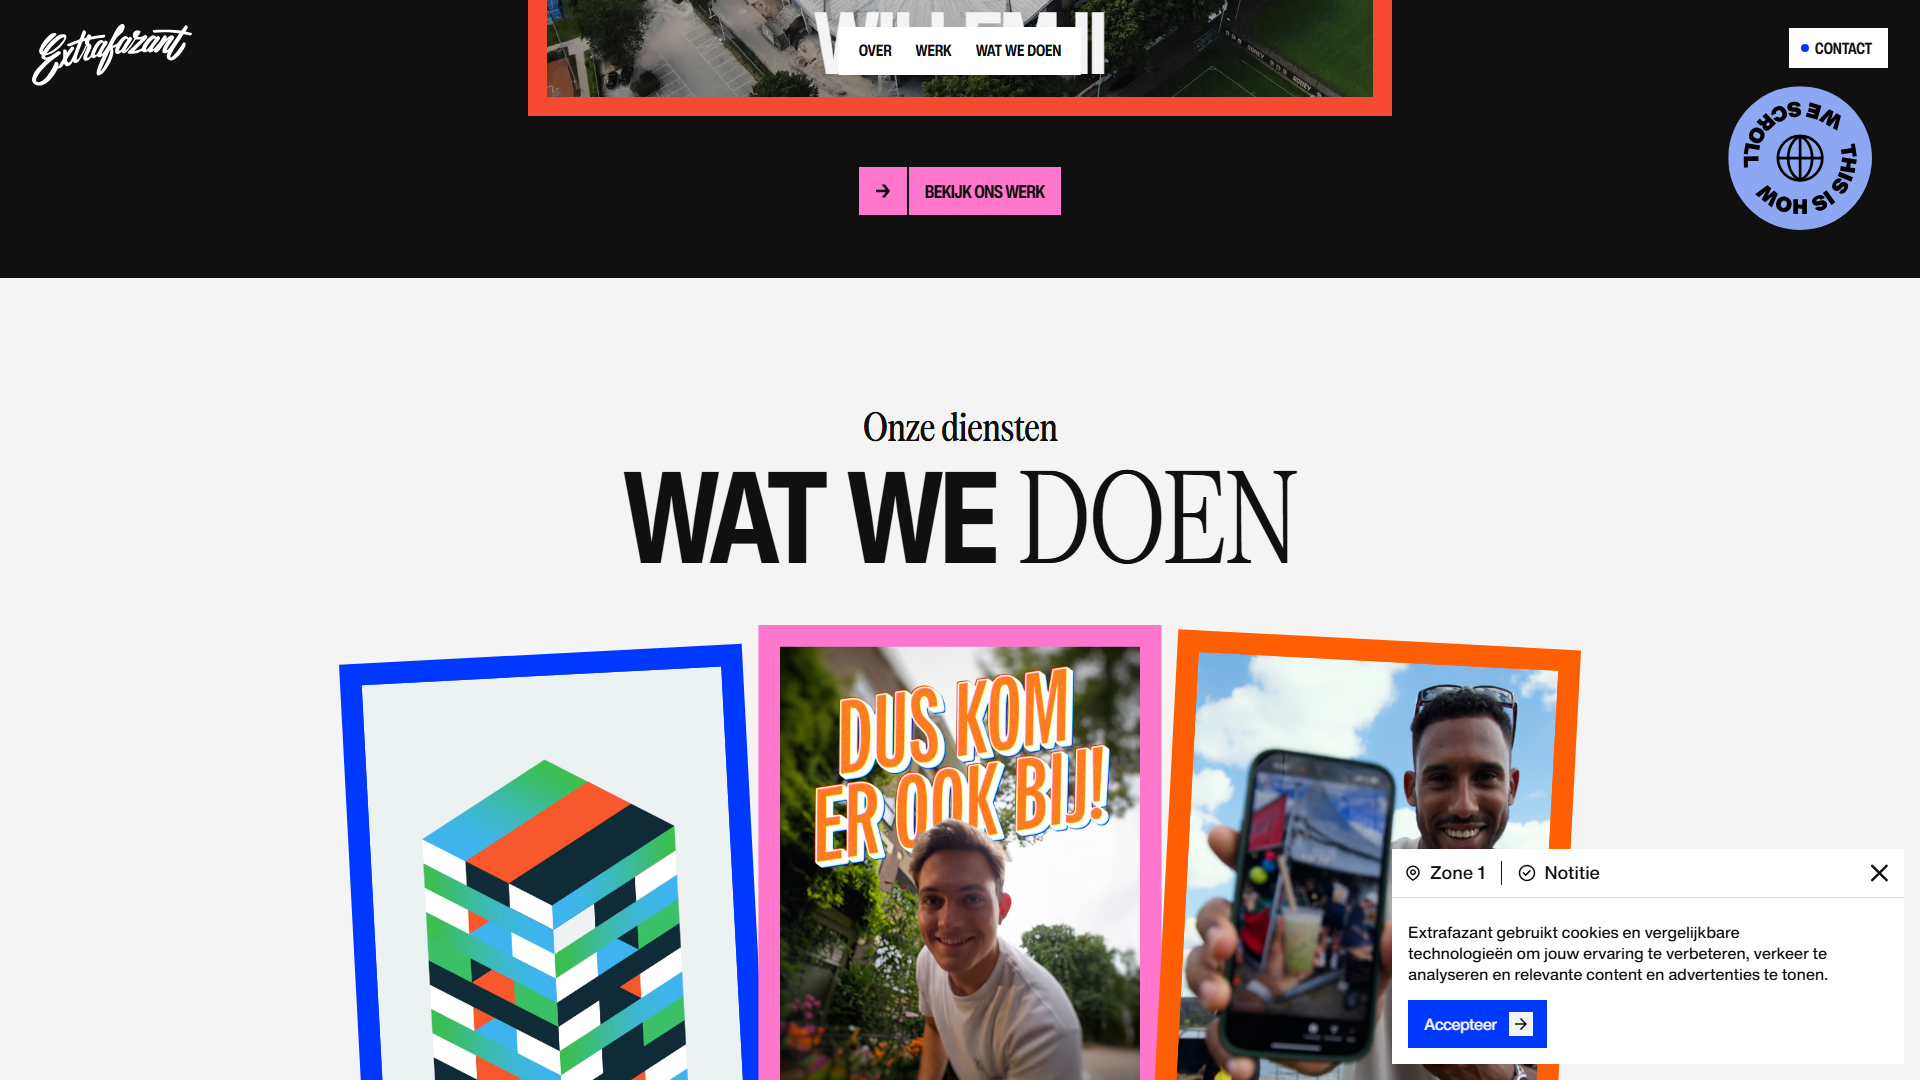 Extrafazant
WILLEM II
OVER
WERK
WAT WE DOEN
CONTACT
THIS IS HOW WE SCROLL
BEKIJK ONS WERK
Onze diensten
WAT WE DOEN
DUS KOM
ER OOK BIJ!
Zone 1
Notitie
Extrafazant gebruikt cookies en vergelijkbare
technologieën om jouw ervaring te verbeteren, verkeer te
analyseren en relevante content en advertenties te tonen.
Accepteer